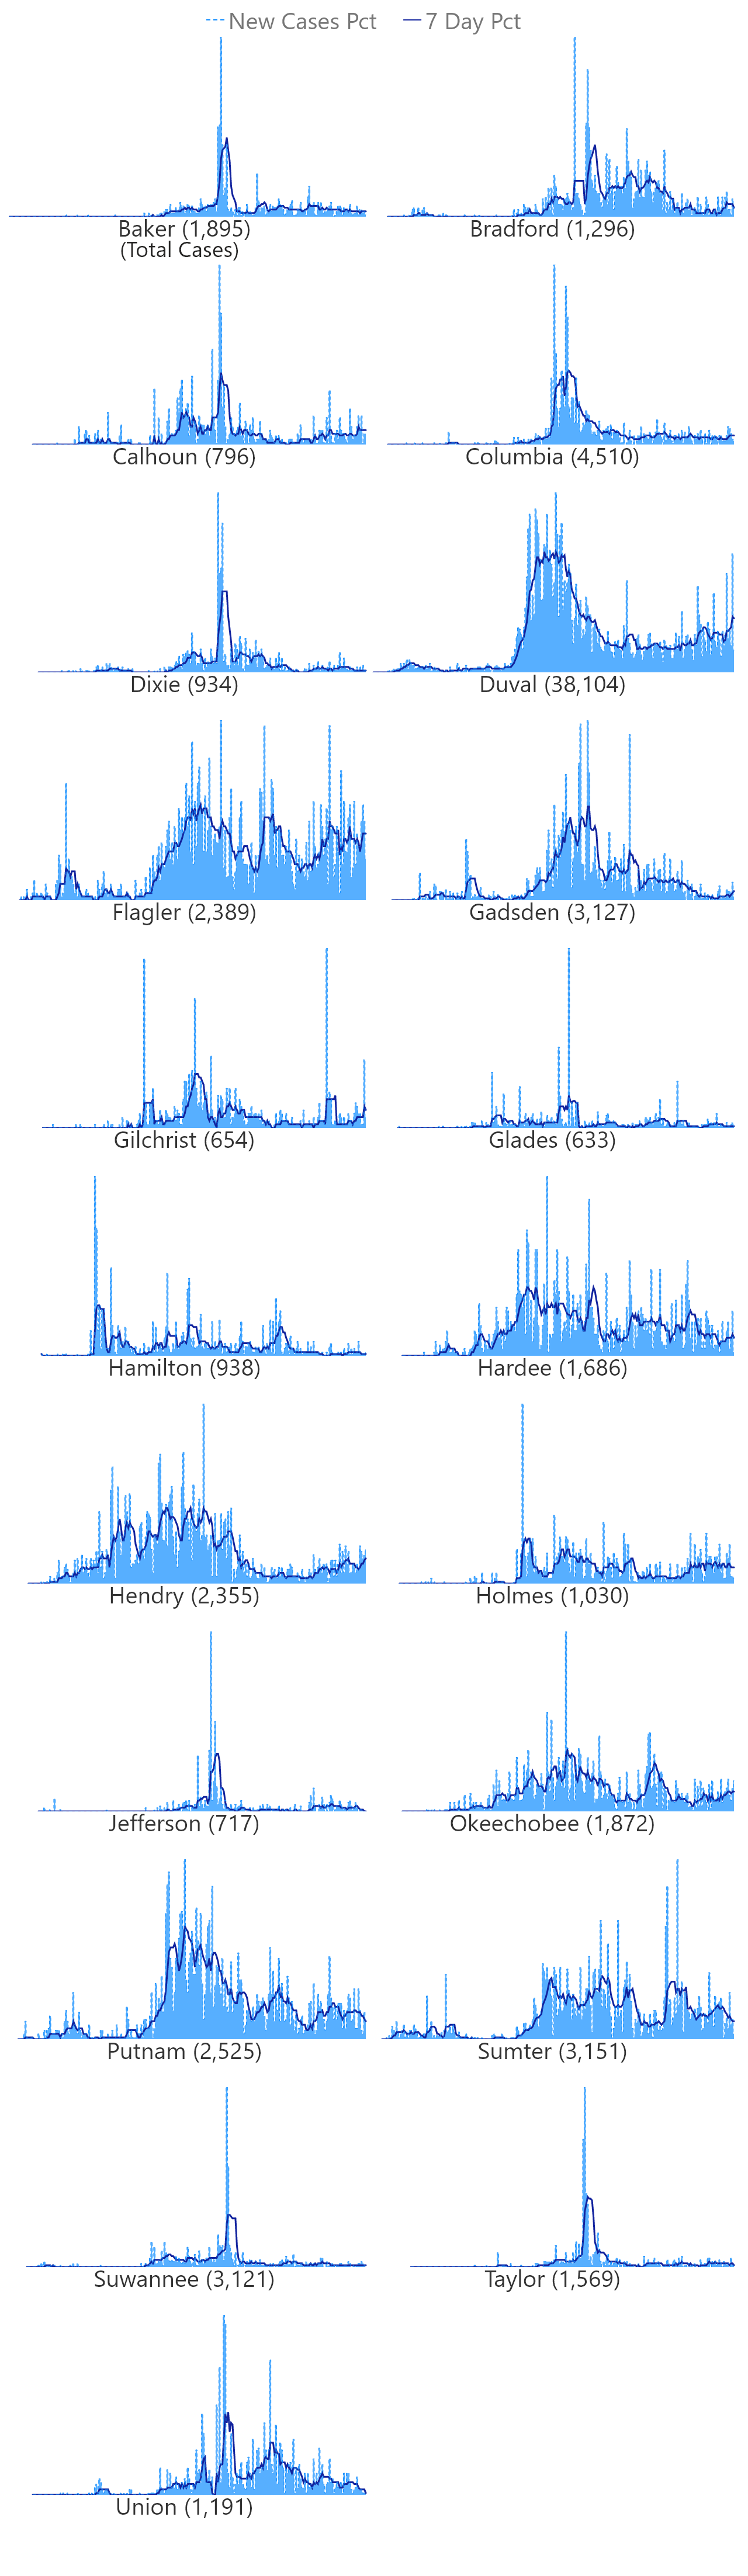 New Cases Pct 7 Day Pct
Baker (1,895) Bradford (1,296)
(Total Cases)
Calhoun (796) Columbia (4,510)
Dixie (934) Duval (38,104)
Flagler (2,389) Gadsden (3,127)
Gilchrist (654) Glades (633)
Hamilton (938) Hardee (1,686)
Hendry (2,355) Holmes (1,030)
Jefferson (717) Okeechobee (1,872)
Putnam (2,525) Sumter (3,151)
Suwannee (3,121) Taylor (1,569)
Union (1,191)